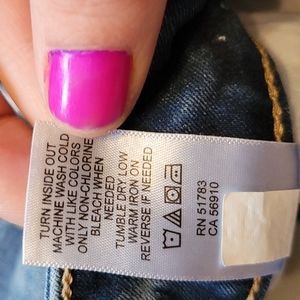 TURN INSIDE OUT
MACHINE WASH COLD
WITH LIKE COLORS
ONLY NON-CHLORINE
BLEACH WHEN
NEEDED
TUMBLE DRY LOW
WARM IRON ON
REVERSE IF NEEDED
RN 51783
CA 56910